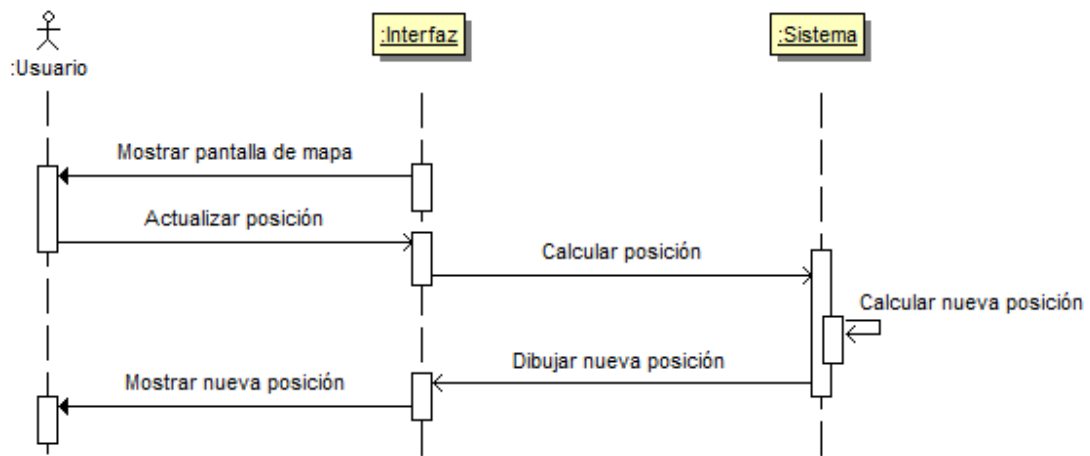 :Usuario
:Interfaz
:Sistema
Mostrar pantalla de mapa
Actualizar posición
Calcular posición
Calcular nueva posición
Dibujar nueva posición
Mostrar nueva posición